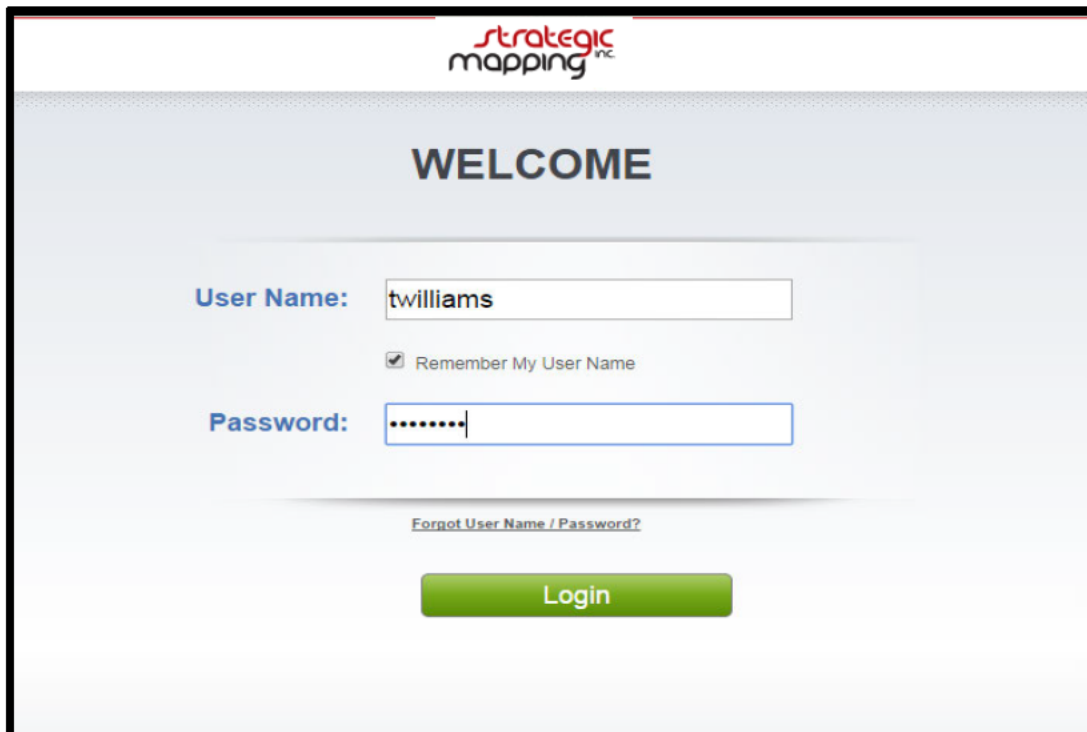 strategic
mapping inc.
WELCOME
User Name: twilliams
Remember My User Name
Password: ••••••••
Forgot User Name / Password?
Login